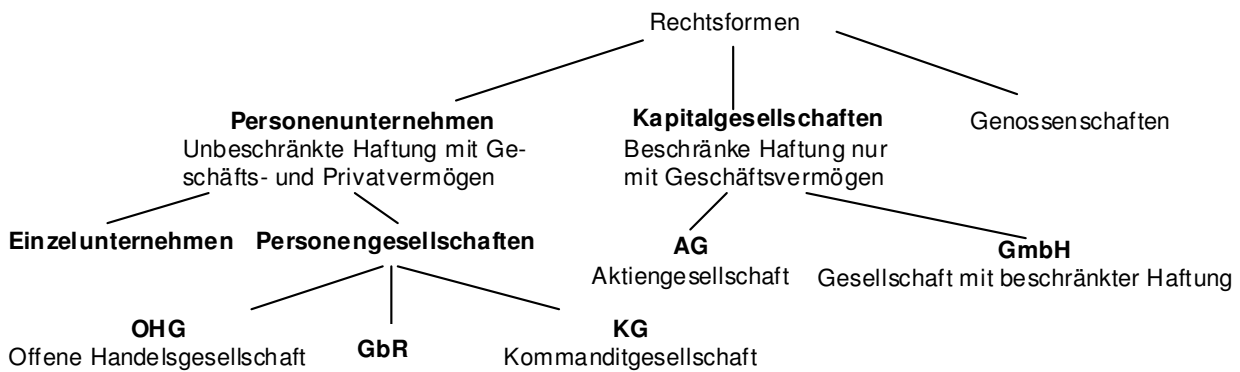 Rechtsformen
Personenunternehmen
Unbeschränkte Haftung mit Ge-
schäfts- und Privatvermögen
Kapitalgesellschaften
Beschränke Haftung nur
mit Geschäftsvermögen
Genossenschaften
Einzelunternehmen
Personengesellschaften
AG
Aktiengesellschaft
GmbH
Gesellschaft mit beschränkter Haftung
OHG
Offene Handelsgesellschaft
GbR
KG
Kommanditgesellschaft